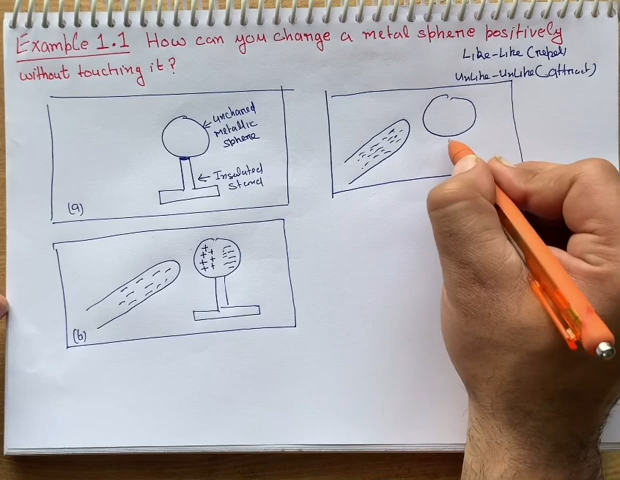 Example 1.1 How can you change a metal sphere positively
without touching it?
Like-Like (repel)
Unlike-Unlike (attract)
unchared
metallic
sphere
Insulated
stand
(a)
(b)